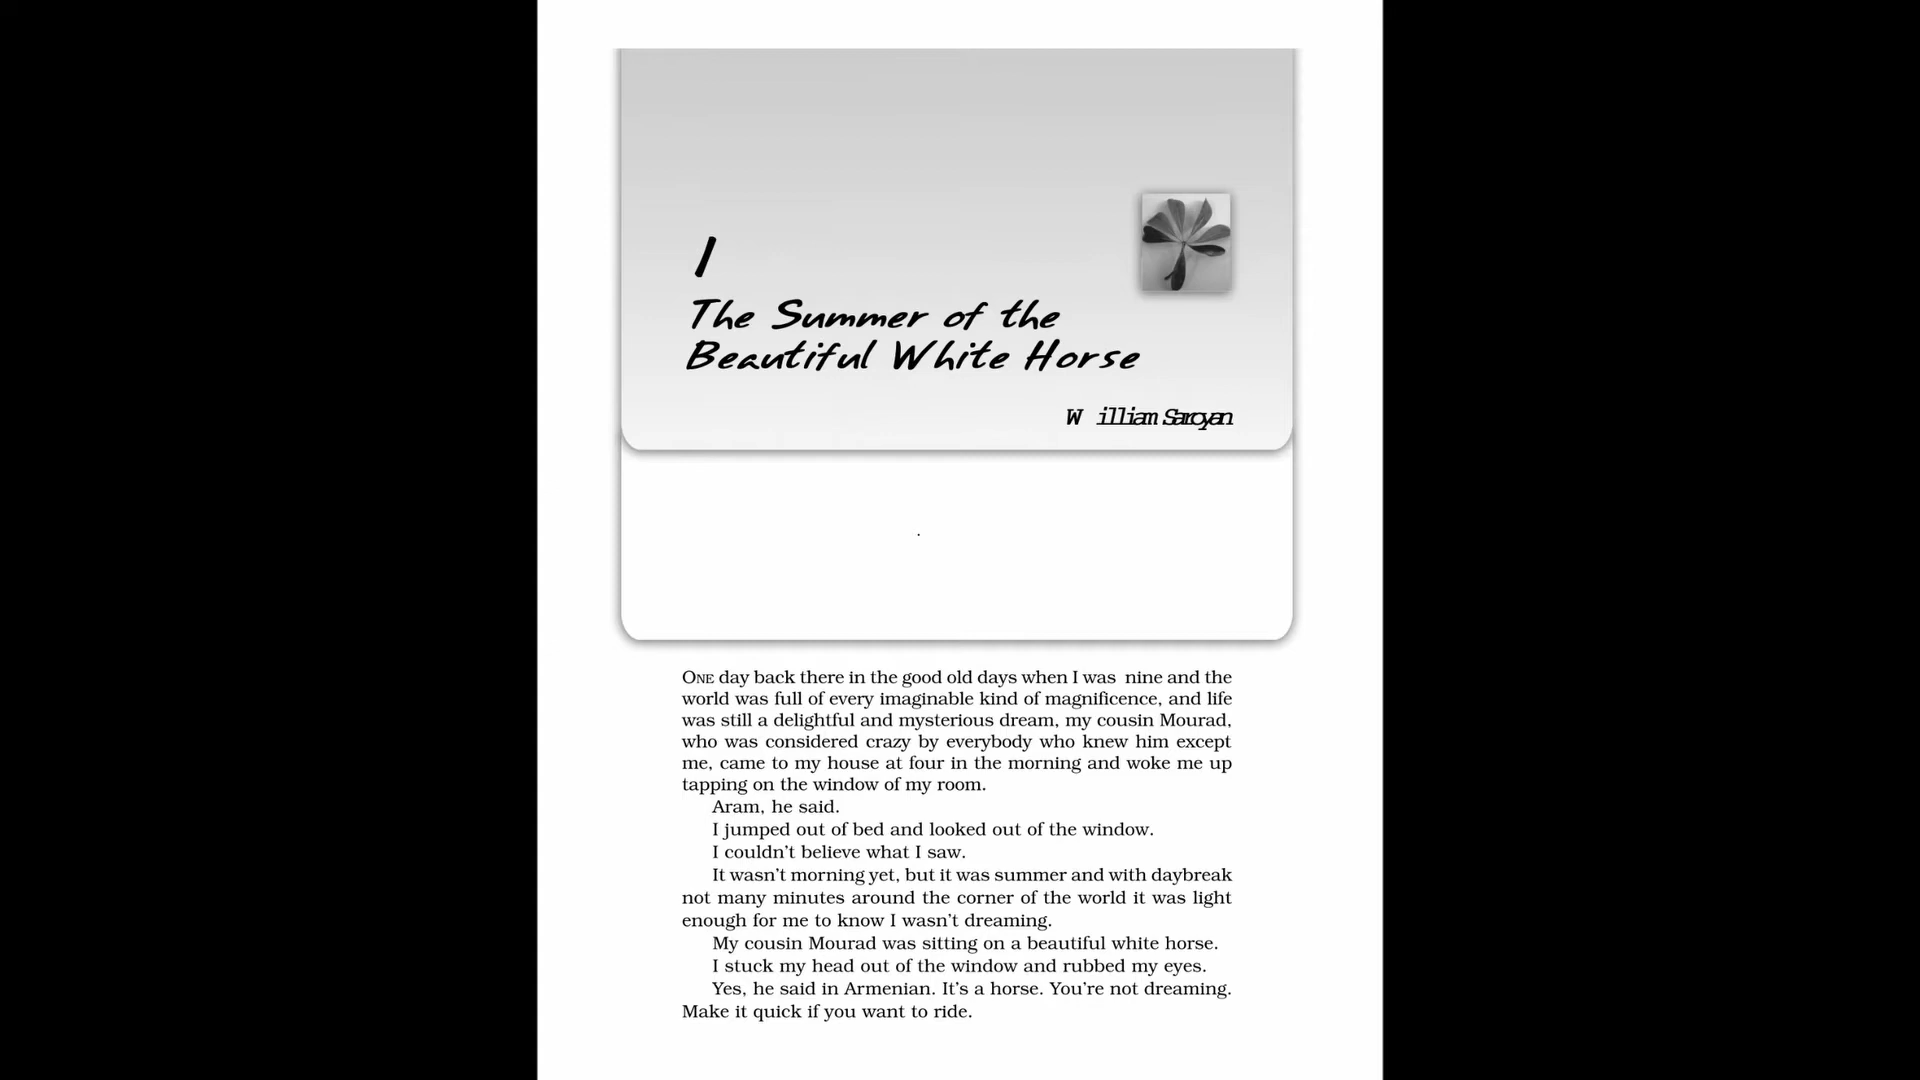 1
The Summer of the
Beautiful White Horse
William Saroyan
ONE day back there in the good old days when I was nine and the
world was full of every imaginable kind of magnificence, and life
was still a delightful and mysterious dream, my cousin Mourad,
who was considered crazy by everybody who knew him except
me, came to my house at four in the morning and woke me up
tapping on the window of my room.
Aram, he said.
I jumped out of bed and looked out of the window.
I couldn’t believe what I saw.
It wasn’t morning yet, but it was summer and with daybreak
not many minutes around the corner of the world it was light
enough for me to know I wasn’t dreaming.
My cousin Mourad was sitting on a beautiful white horse.
I stuck my head out of the window and rubbed my eyes.
Yes, he said in Armenian. It’s a horse. You’re not dreaming.
Make it quick if you want to ride.